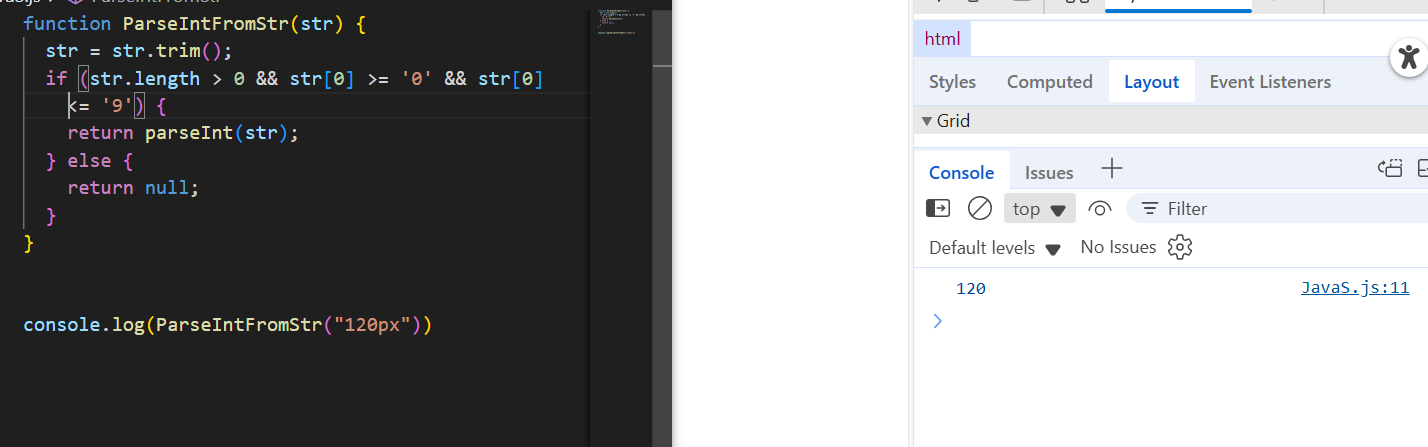 function ParseIntFromStr(str) {
str = str.trim();
if (str.length > 0 && str[0] >= '0' && str[0]
<= '9') {
return parseInt(str);
} else {
return null;
}
}
console.log(ParseIntFromStr("120px"))
html
Styles Computed Layout Event Listeners
Grid
Console Issues
top Filter
Default levels No Issues
120 JavaS.js:11